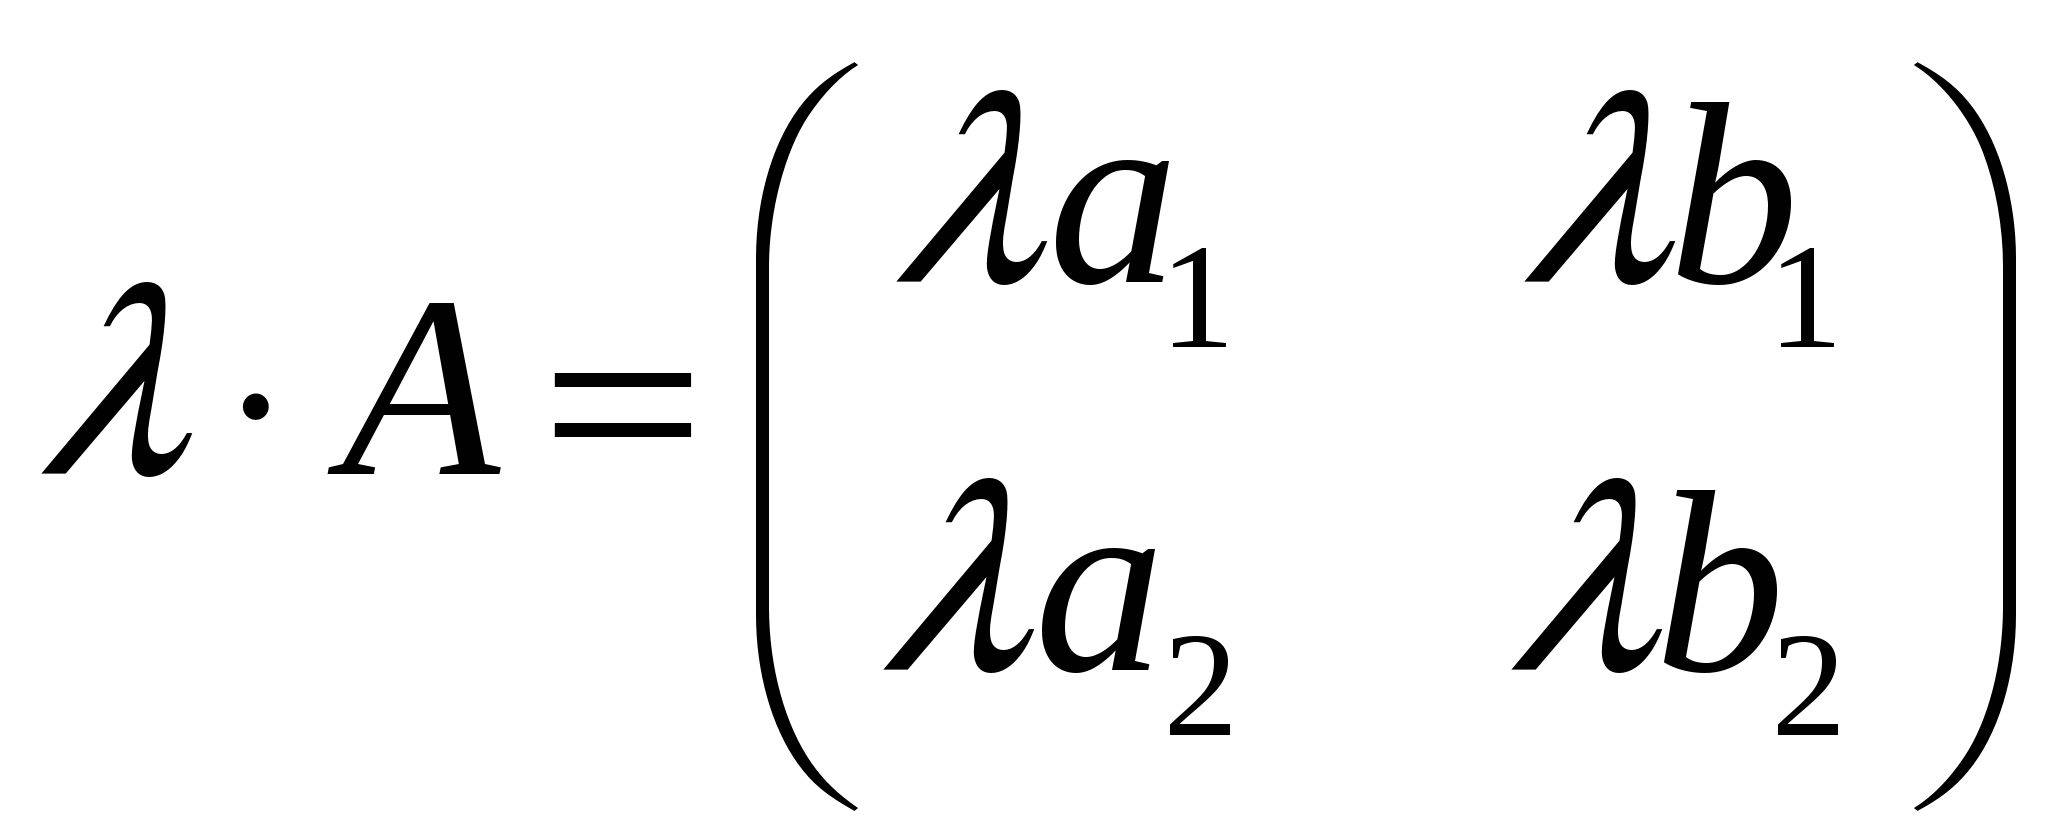 λ · A = ( λa₁ λb₁
λa₂ λb₂ )